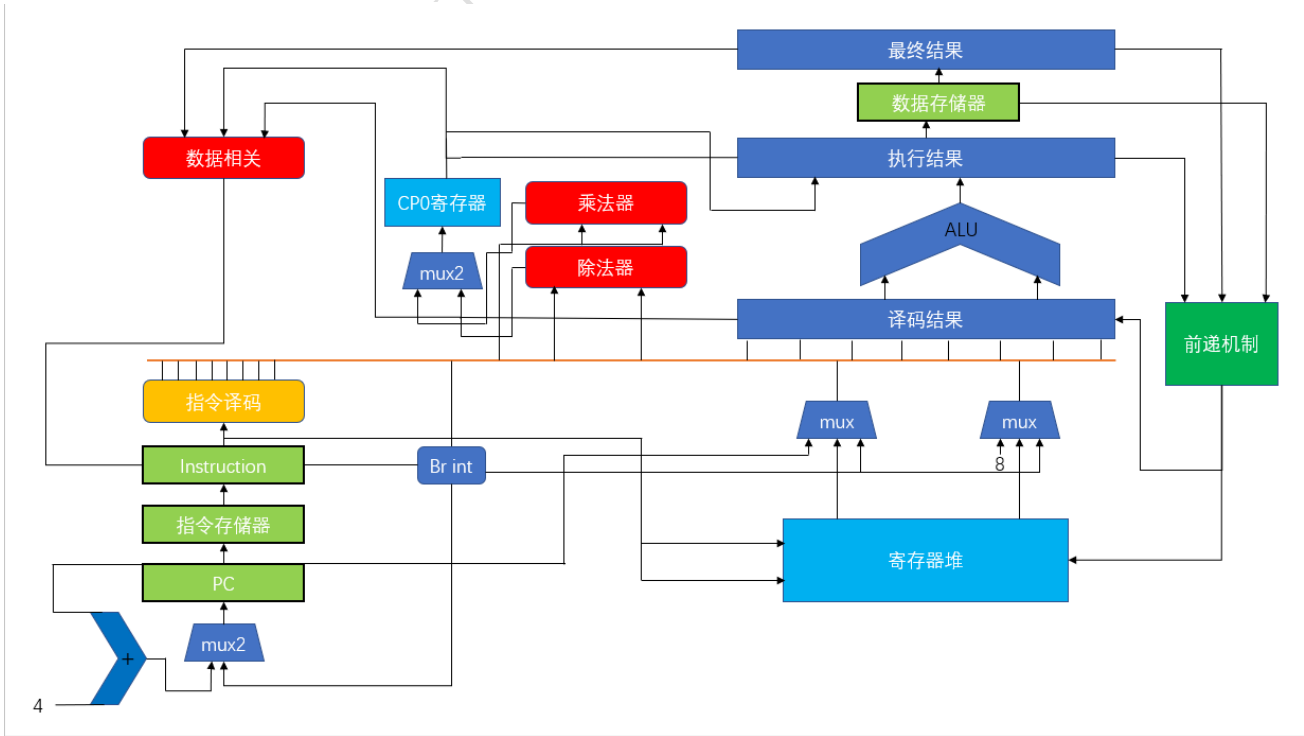 最终结果
数据存储器
数据相关
执行结果
CP0寄存器
乘法器
ALU
mux2
除法器
译码结果
前递机制
指令译码
mux
mux
Instruction
Br int
8
指令存储器
寄存器堆
PC
mux2
+
4